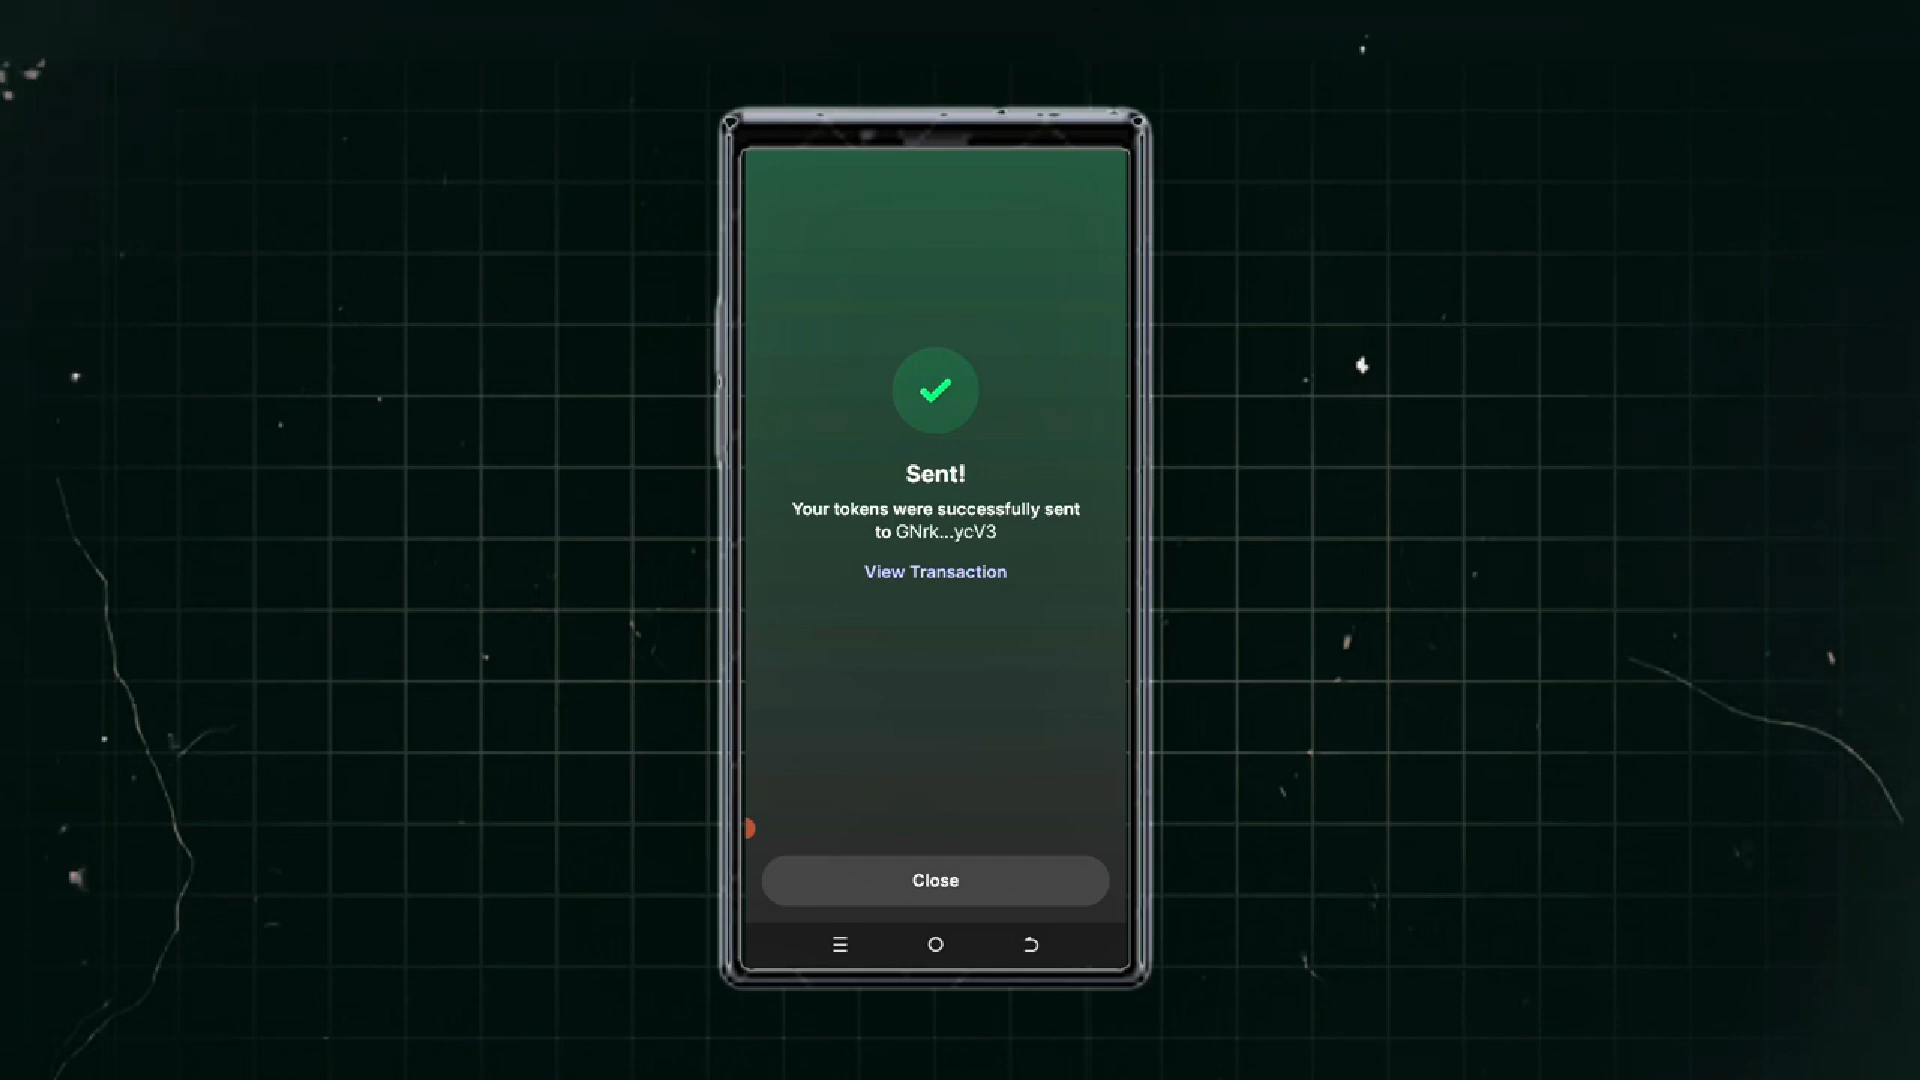 Sent!
Your tokens were successfully sent
to GNrk...ycV3
View Transaction
Close